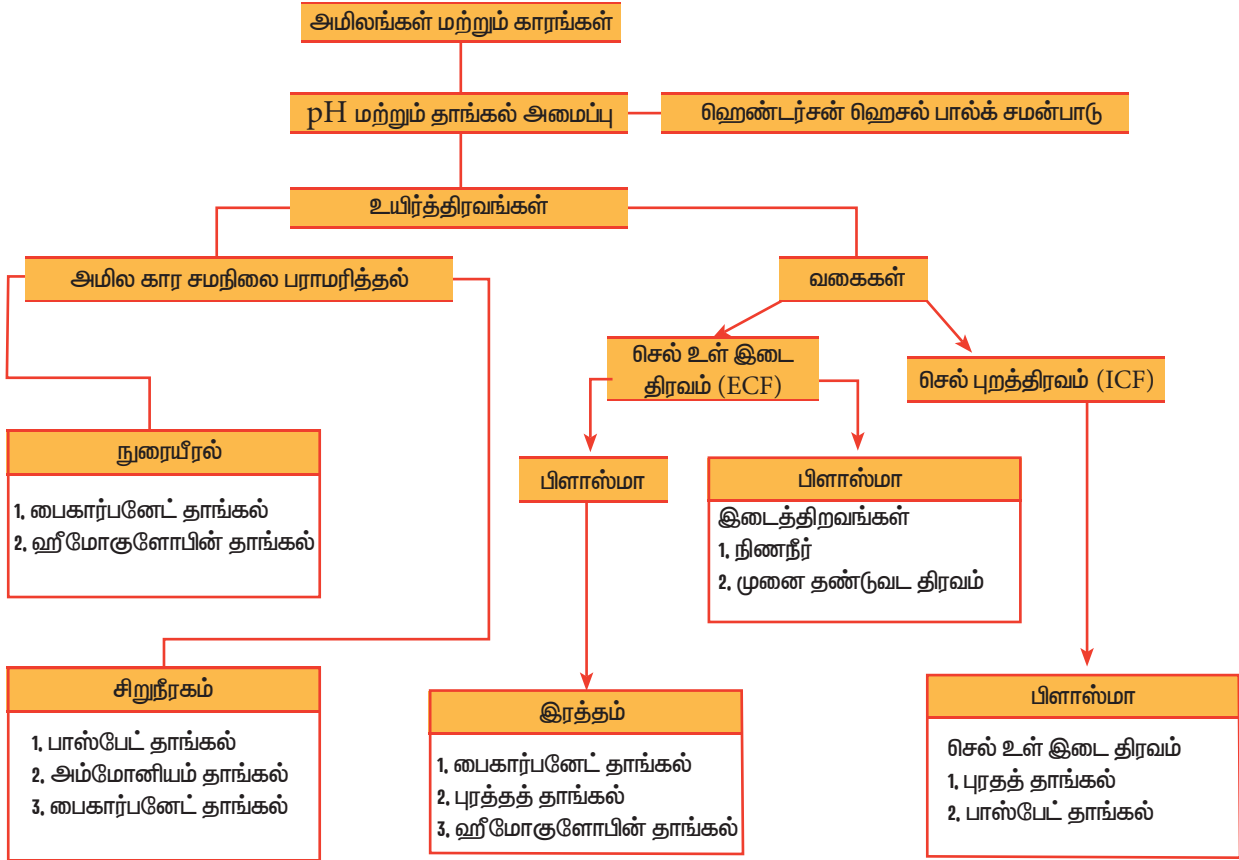 அமிலங்கள் மற்றும் காரங்கள்
pH மற்றும் தாங்கல் அமைப்பு
ஹெண்டர்சன் ஹெசல் பால்க் சமன்பாடு
உயிர்த்திரவங்கள்
அமில கார சமநிலை பராமரித்தல்
வகைகள்
செல் உள் இடை
திரவம் (ECF)
செல் புறத்திரவம் (ICF)
நுரையீரல்
1. பைகார்பனேட் தாங்கல்
2. ஹீமோகுளோபின் தாங்கல்
பிளாஸ்மா
பிளாஸ்மா
இடைத்திறவங்கள்
1. நிணநீர்
2. முனை தண்டுவட திரவம்
சிறுநீரகம்
1. பாஸ்பேட் தாங்கல்
2. அம்மோனியம் தாங்கல்
3. பைகார்பனேட் தாங்கல்
இரத்தம்
1. பைகார்பனேட் தாங்கல்
2. புரத்தத் தாங்கல்
3. ஹீமோகுளோபின் தாங்கல்
பிளாஸ்மா
செல் உள் இடை திரவம்
1. புரதத் தாங்கல்
2. பாஸ்பேட் தாங்கல்